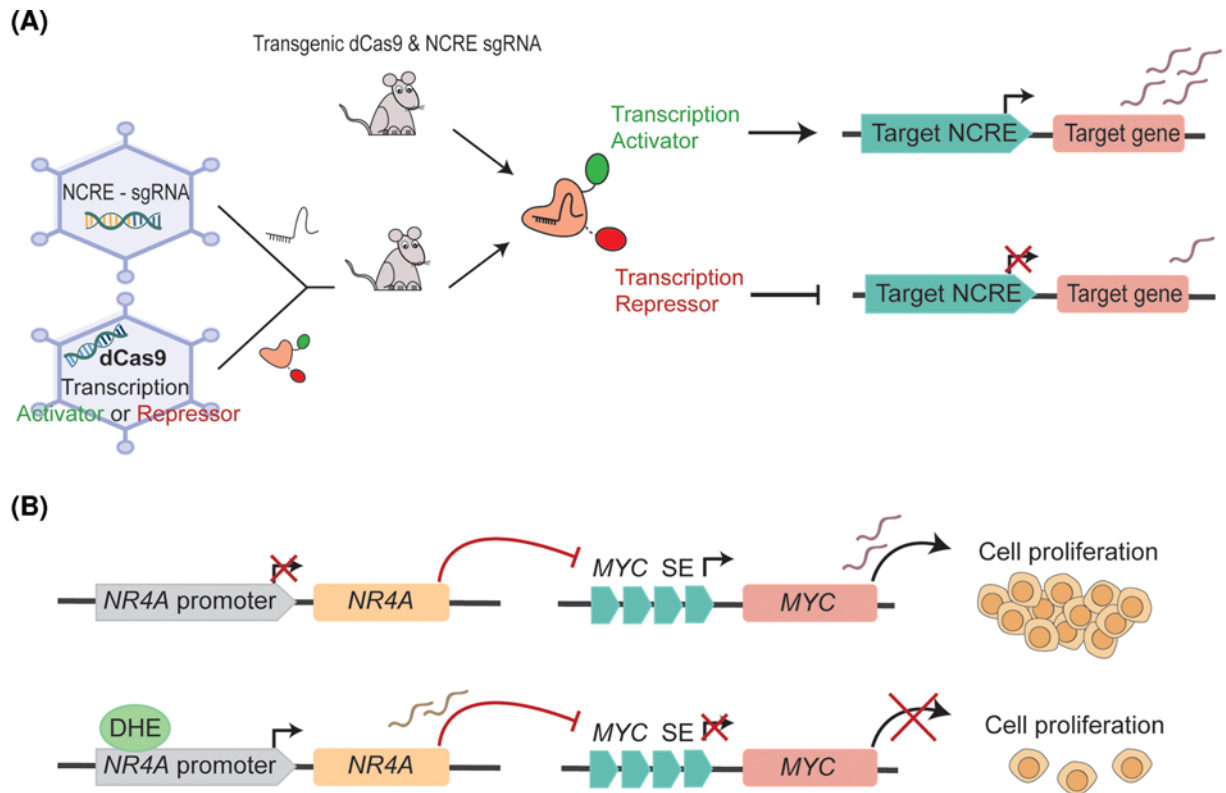 (A)
Transgenic dCas9 & NCRE sgRNA
NCRE - sgRNA
dCas9
Transcription
Activator or Repressor
Transcription
Activator
Target NCRE
Target gene
Transcription
Repressor
Target NCRE
Target gene
(B)
NR4A promoter
NR4A
MYC SE
MYC
Cell proliferation
DHE
NR4A promoter
NR4A
MYC SE
MYC
Cell proliferation